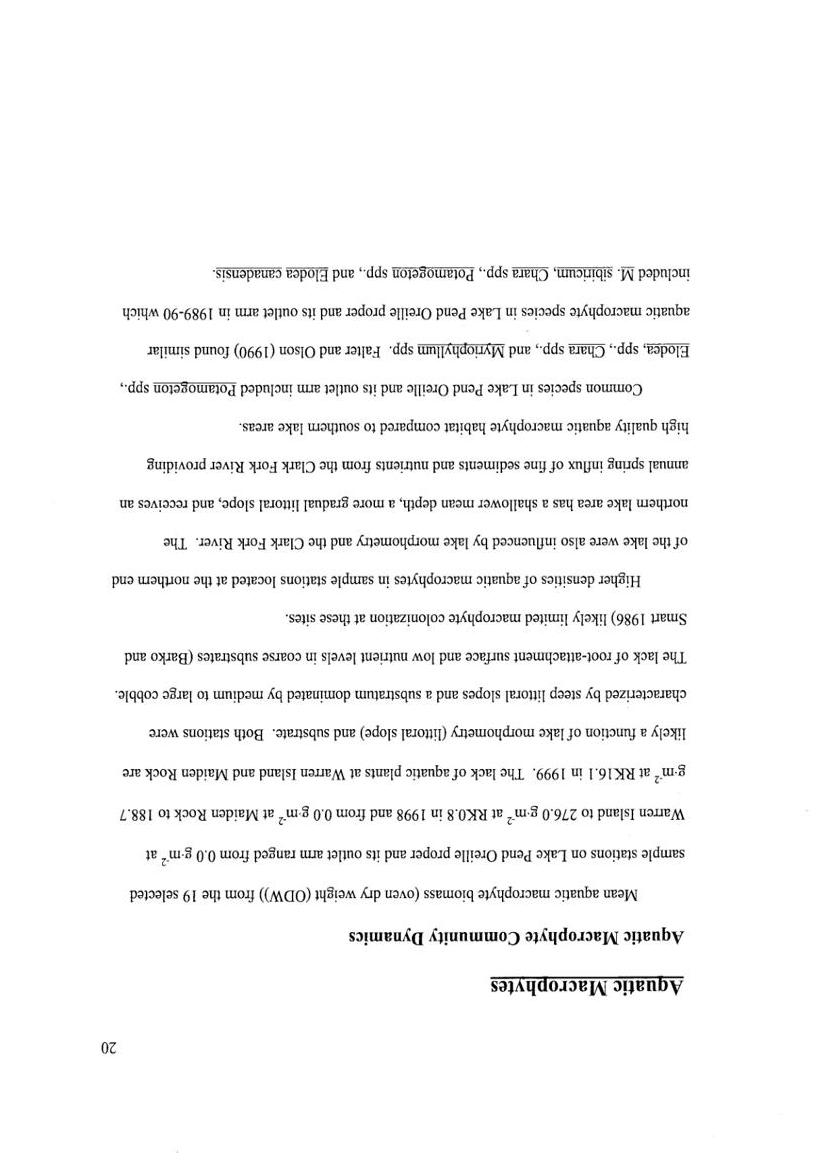 20
Aquatic Macrophytes
Aquatic Macrophyte Community Dynamics
Mean aquatic macrophyte biomass (oven dry weight (ODW)) from the 19 selected
sample stations on Lake Pend Oreille proper and its outlet arm ranged from 0.0 g·m⁻² at
Warren Island to 276.0 g·m⁻² at RK0.8 in 1998 and from 0.0 g·m⁻² at Maiden Rock to 188.7
g·m⁻² at RK16.1 in 1999. The lack of aquatic plants at Warren Island and Maiden Rock are
likely a function of lake morphometry (littoral slope) and substrate. Both stations were
characterized by steep littoral slopes and a substratum dominated by medium to large cobble.
The lack of root-attachment surface and low nutrient levels in coarse substrates (Barko and
Smart 1986) likely limited macrophyte colonization at these sites.
Higher densities of aquatic macrophytes in sample stations located at the northern end
of the lake were also influenced by lake morphometry and the Clark Fork River. The
northern lake area has a shallower mean depth, a more gradual littoral slope, and receives an
annual spring influx of fine sediments and nutrients from the Clark Fork River providing
high quality aquatic macrophyte habitat compared to southern lake areas.
Common species in Lake Pend Oreille and its outlet arm included Potamogeton spp.,
Elodea, spp., Chara spp., and Myriophyllum spp. Falter and Olson (1990) found similar
aquatic macrophyte species in Lake Pend Oreille proper and its outlet arm in 1989-90 which
included M. sibiricum, Chara spp., Potamogeton spp., and Elodea canadensis.